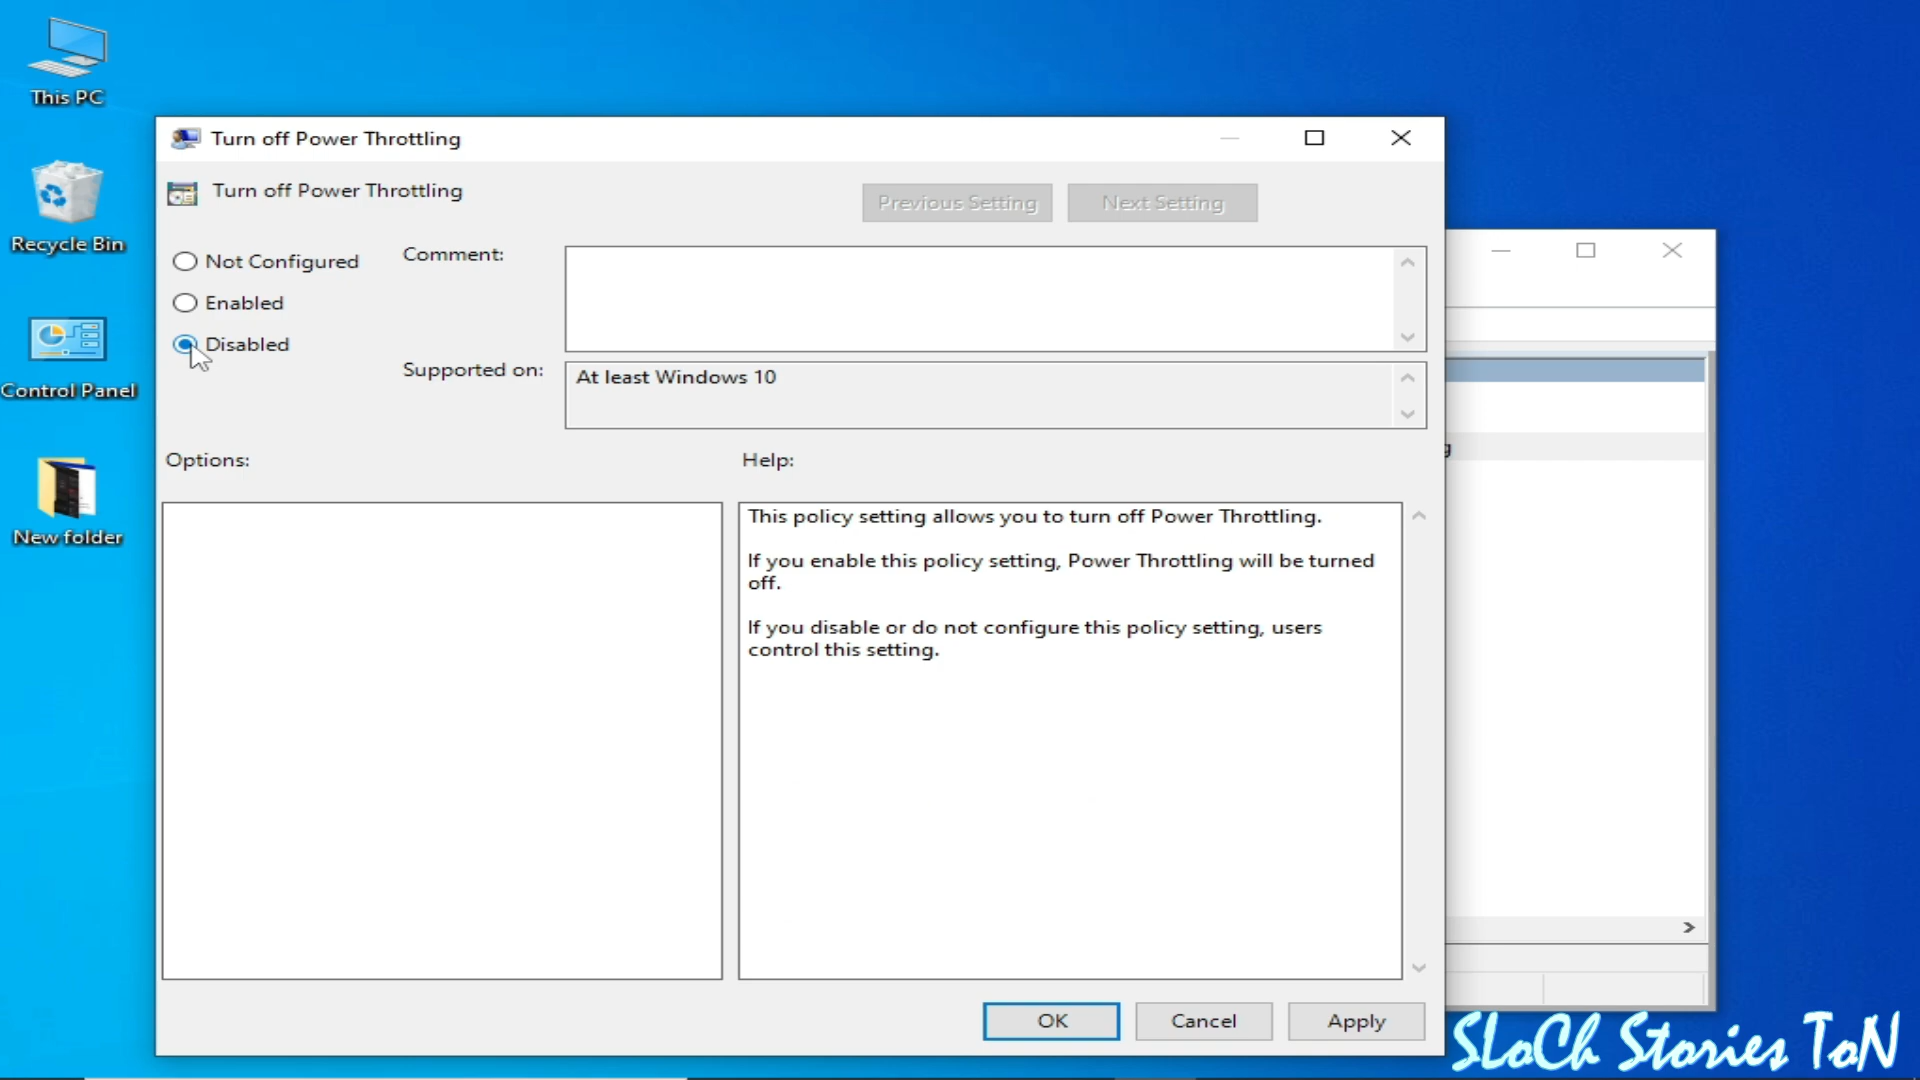 This PC
Recycle Bin
Control Panel
New folder
Turn off Power Throttling
Turn off Power Throttling
Previous Setting
Next Setting
Not Configured
Enabled
Disabled
Comment:
Supported on:
At least Windows 10
Options:
Help:
This policy setting allows you to turn off Power Throttling.
If you enable this policy setting, Power Throttling will be turned
off.
If you disable or do not configure this policy setting, users
control this setting.
OK
Cancel
Apply
g
SLoCh Stories ToN